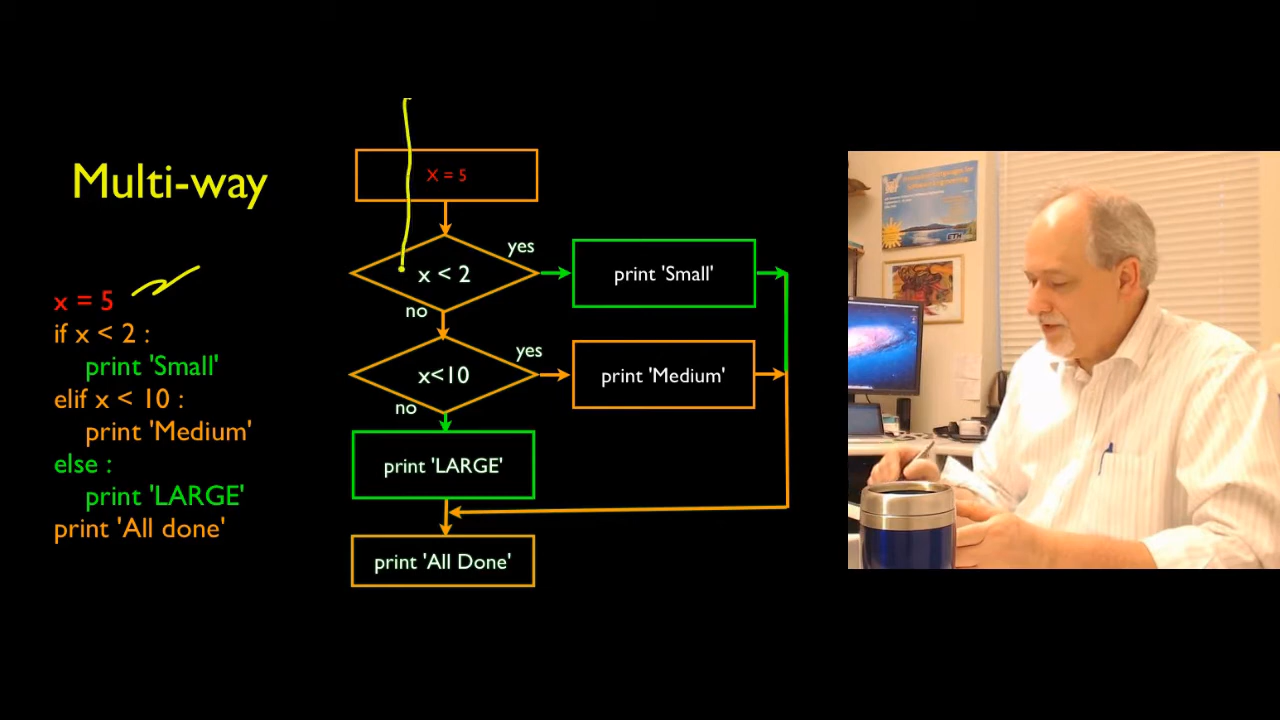 Multi-way
x = 5
if x < 2 :
print 'Small'
elif x < 10 :
print 'Medium'
else :
print 'LARGE'
print 'All done'
X = 5
x < 2
yes
print 'Small'
no
x<10
yes
print 'Medium'
no
print 'LARGE'
print 'All Done'
ETH